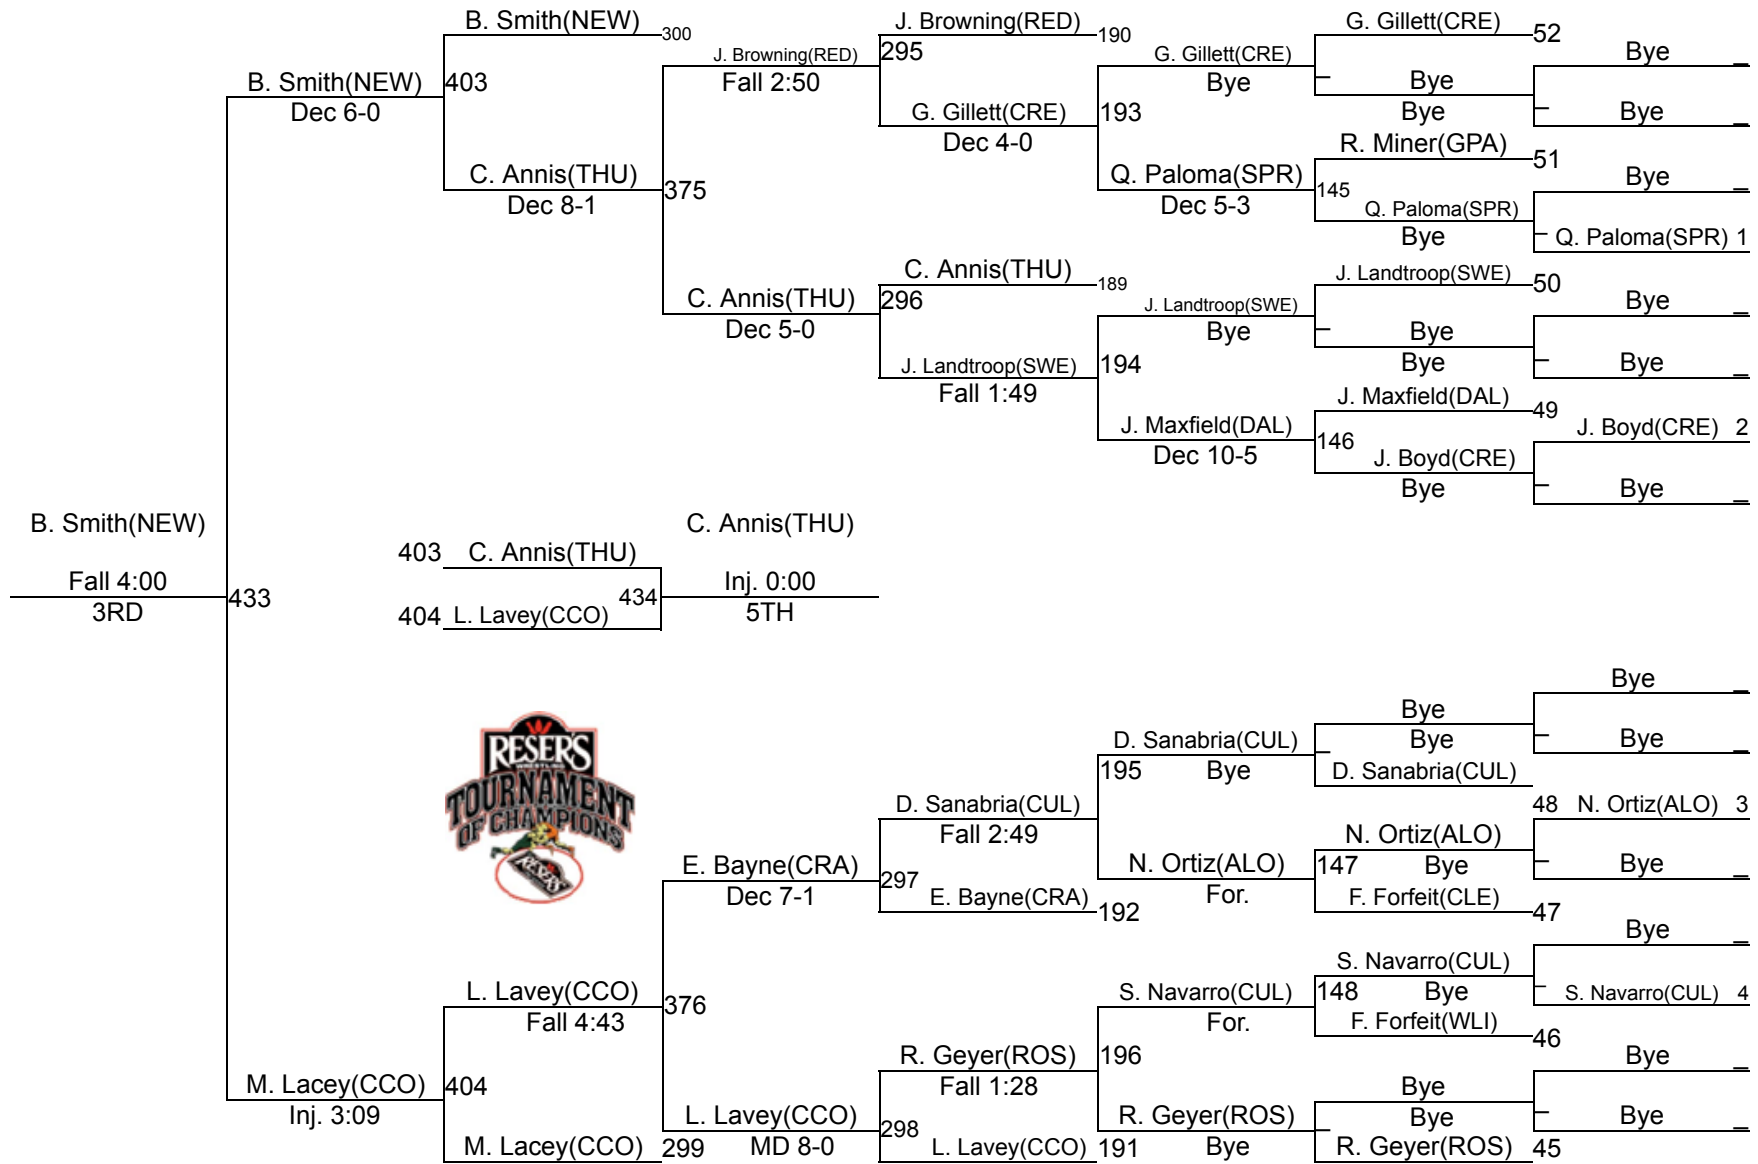 B. Smith(NEW)
300
J. Browning(RED)
190
G. Gillett(CRE)
52
Bye _
B. Smith(NEW)
403
Dec 6-0
J. Browning(RED)
295
Fall 2:50
G. Gillett(CRE)
Bye
_ Bye
Bye
_ Bye _
G. Gillett(CRE)
193
Dec 4-0
R. Miner(GPA)
51
C. Annis(THU)
375
Dec 8-1
Q. Paloma(SPR)
145
Dec 5-3
Bye _
Q. Paloma(SPR)
Bye
_ Q. Paloma(SPR) 1
C. Annis(THU)
189
J. Landtroop(SWE)
50
C. Annis(THU)
296
Dec 5-0
J. Landtroop(SWE)
Bye
Bye _
_ Bye
Bye
_ Bye _
J. Landtroop(SWE)
194
Fall 1:49
J. Maxfield(DAL)
49
J. Boyd(CRE) 2
J. Maxfield(DAL)
146
Dec 10-5
J. Boyd(CRE)
Bye
_ Bye _
B. Smith(NEW)
Fall 4:00
433
3RD
C. Annis(THU)
403 C. Annis(THU)
Inj. 0:00
434
404 L. Lavey(CCO)
5TH
Bye _
Bye
Bye
_ Bye _
D. Sanabria(CUL)
195 Bye
_
D. Sanabria(CUL)
RESER'S
WRESTLING
TOURNAMENT
OF CHAMPIONS
RESER'S
D. Sanabria(CUL)
Fall 2:49
48 N. Ortiz(ALO) 3
N. Ortiz(ALO)
147 Bye
_ Bye _
E. Bayne(CRA)
297
Dec 7-1
N. Ortiz(ALO)
For.
E. Bayne(CRA)
192
F. Forfeit(CLE)
47
Bye _
S. Navarro(CUL)
148 Bye
_ S. Navarro(CUL) 4
L. Lavey(CCO)
376
Fall 4:43
S. Navarro(CUL)
For.
F. Forfeit(WLI)
46
R. Geyer(ROS)
196
Fall 1:28
Bye _
M. Lacey(CCO)
404
Inj. 3:09
Bye
Bye
_ Bye _
L. Lavey(CCO)
298
MD 8-0
R. Geyer(ROS)
_
Bye
M. Lacey(CCO)
299
L. Lavey(CCO)
191
R. Geyer(ROS)
45